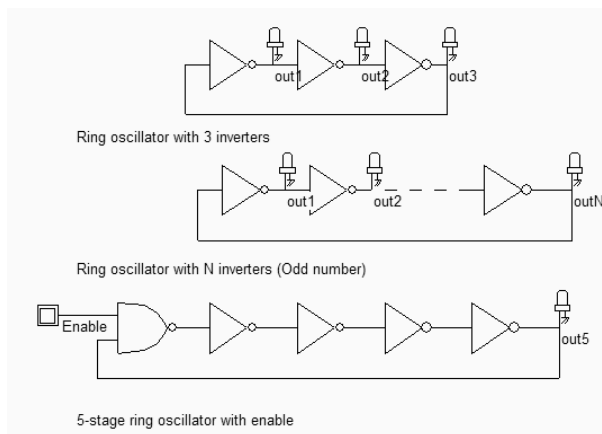 out1 out2 out3
Ring oscillator with 3 inverters
out1 out2 outN
Ring oscillator with N inverters (Odd number)
Enable out5
5-stage ring oscillator with enable